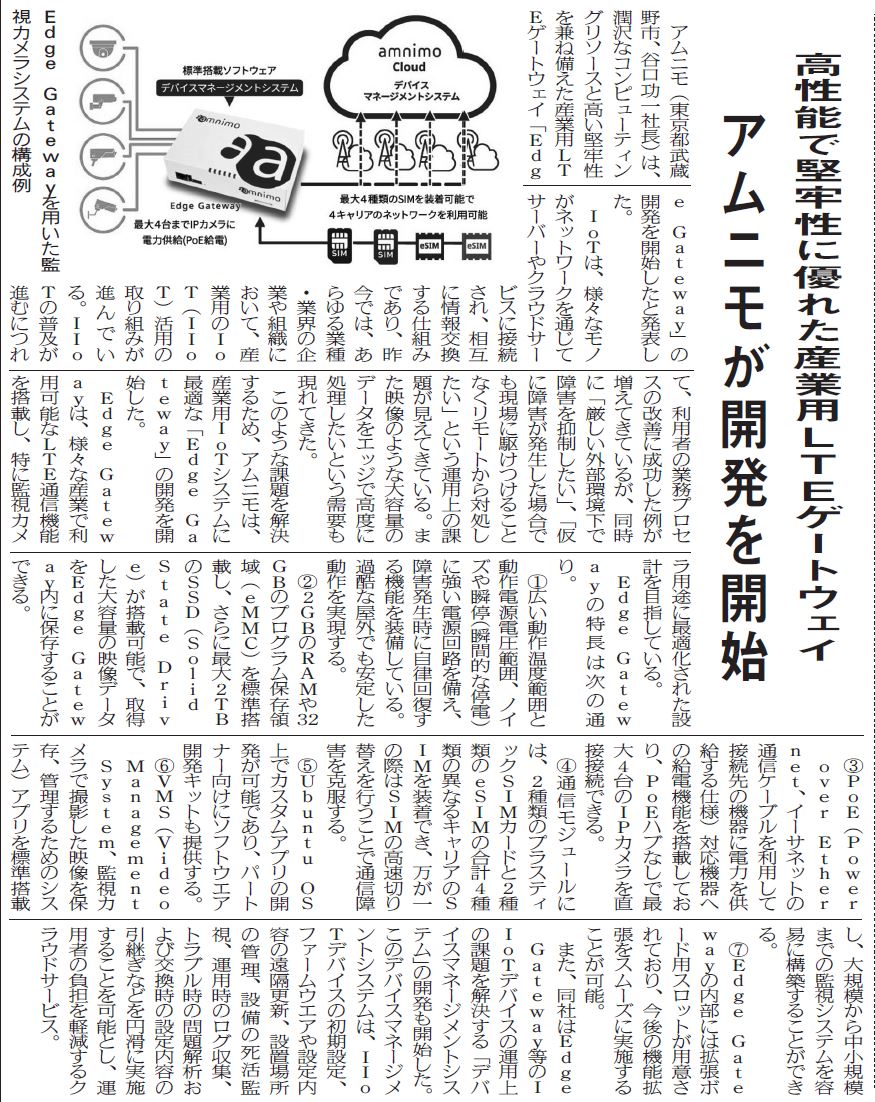 高性能で堅牢性に優れた産業用LTEゲートウェイ
アムニモが開発を開始
アムニモ（東京都武蔵
野市、谷口功一社長）は、
潤沢なコンピューティン
グリソースと高い堅牢性
を兼ね備えた産業用LT
Eゲートウェイ「Edg
e Gateway」の
開発を開始したと発表し
た。
IoTは、様々なモノ
がネットワークを通じて
サーバーやクラウドサー
ビスに接続
され、相互
に情報交換
する仕組み
であり、昨
今では、あ
らゆる業種
・業界の企
業や組織に
おいて、産
業用のIo
T（IIo
T）活用の
取り組みが
進んでい
る。IIo
Tの普及が
進むにつれ
て、利用者の業務プロセ
スの改善に成功した例が
増えてきているが、同時
に「厳しい外部環境下で
障害を抑制したい」、「仮
に障害が発生した場合で
も現場に駆けつけること
なくリモートから対処し
たい」という運用上の課
題が見えてきている。ま
た映像のような大容量の
データをエッジで高度に
処理したいという需要も
現れてきた。
このような課題を解決
するため、アムニモは、
産業用IoTシステムに
最適な「Edge Ga
teway」の開発を開
始した。
Edge Gatew
ayは、様々な産業で利
用可能なLTE通信機能
を搭載し、特に監視カメ
ラ用途に最適化された設
計を目指している。
Edge Gatew
ayの特長は次の通
り。
①広い動作温度範囲と
動作電源電圧範囲、ノイ
ズや瞬停（瞬間的な停電）
に強い電源回路を備え、
障害発生時に自律回復す
る機能を装備している。
過酷な屋外でも安定した
動作を実現する。
②2GBのRAMや32
GBのプログラム保存領
域（eMMC）を標準搭
載し、さらに最大2TB
のSSD（Solid
State Driv
e）が搭載可能で、取得
した大容量の映像データ
をEdge Gatew
ay内に保存することが
できる。
③PoE（Power
over Ether
net、イーサネットの
通信ケーブルを利用して
接続先の機器に電力を供
給する仕様）対応機器へ
の給電機能を搭載してお
り、PoEハブなしで最
大4台のIPカメラを直
接接続できる。
④通信モジュールに
は、2種類のプラスティ
ックSIMカードと2種
類のeSIMの合計4種
類の異なるキャリアのS
IMを装着でき、万が一
の際はSIMの高速切り
替えを行うことで通信障
害を克服する。
⑤Ubuntu OS
上でカスタムアプリの開
発が可能であり、パート
ナー向けにソフトウエア
開発キットも提供する。
⑥VMS（Video
Management
System、監視カ
メラで撮影した映像を保
存、管理するためのシス
テム）アプリを標準搭載
し、大規模から中小規模
までの監視システムを容
易に構築することができ
る。
⑦Edge Gate
wayの内部には拡張ボ
ード用スロットが用意さ
れており、今後の機能拡
張をスムーズに実施する
ことが可能。
また、同社はEdge
Gateway等のI
IoTデバイスの運用上
の課題を解決する「デバ
イスマネージメントシス
テム」の開発も開始した。
このデバイスマネージメ
ントシステムは、IIo
Tデバイスの初期設定、
ファームウエアや設定内
容の遠隔更新、設置場所
の管理、設備の死活監
視、運用時のログ収集、
トラブル時の問題解析お
よび交換時の設定内容の
引継ぎなどを円滑に実施
することを可能とし、運
用者の負担を軽減するク
ラウドサービス。
標準搭載ソフトウェア
デバイスマネージメントシステム
amnimo
a
amnimo
Edge Gateway
最大4台までIPカメラに
電力供給(PoE給電)
amnimo
Cloud
デバイス
マネージメントシステム
最大4種類のSIMを装着可能で
4キャリアのネットワークを利用可能
SIM
SIM
eSIM
eSIM
Edge Gatewayを用いた監
視カメラシステムの構成例